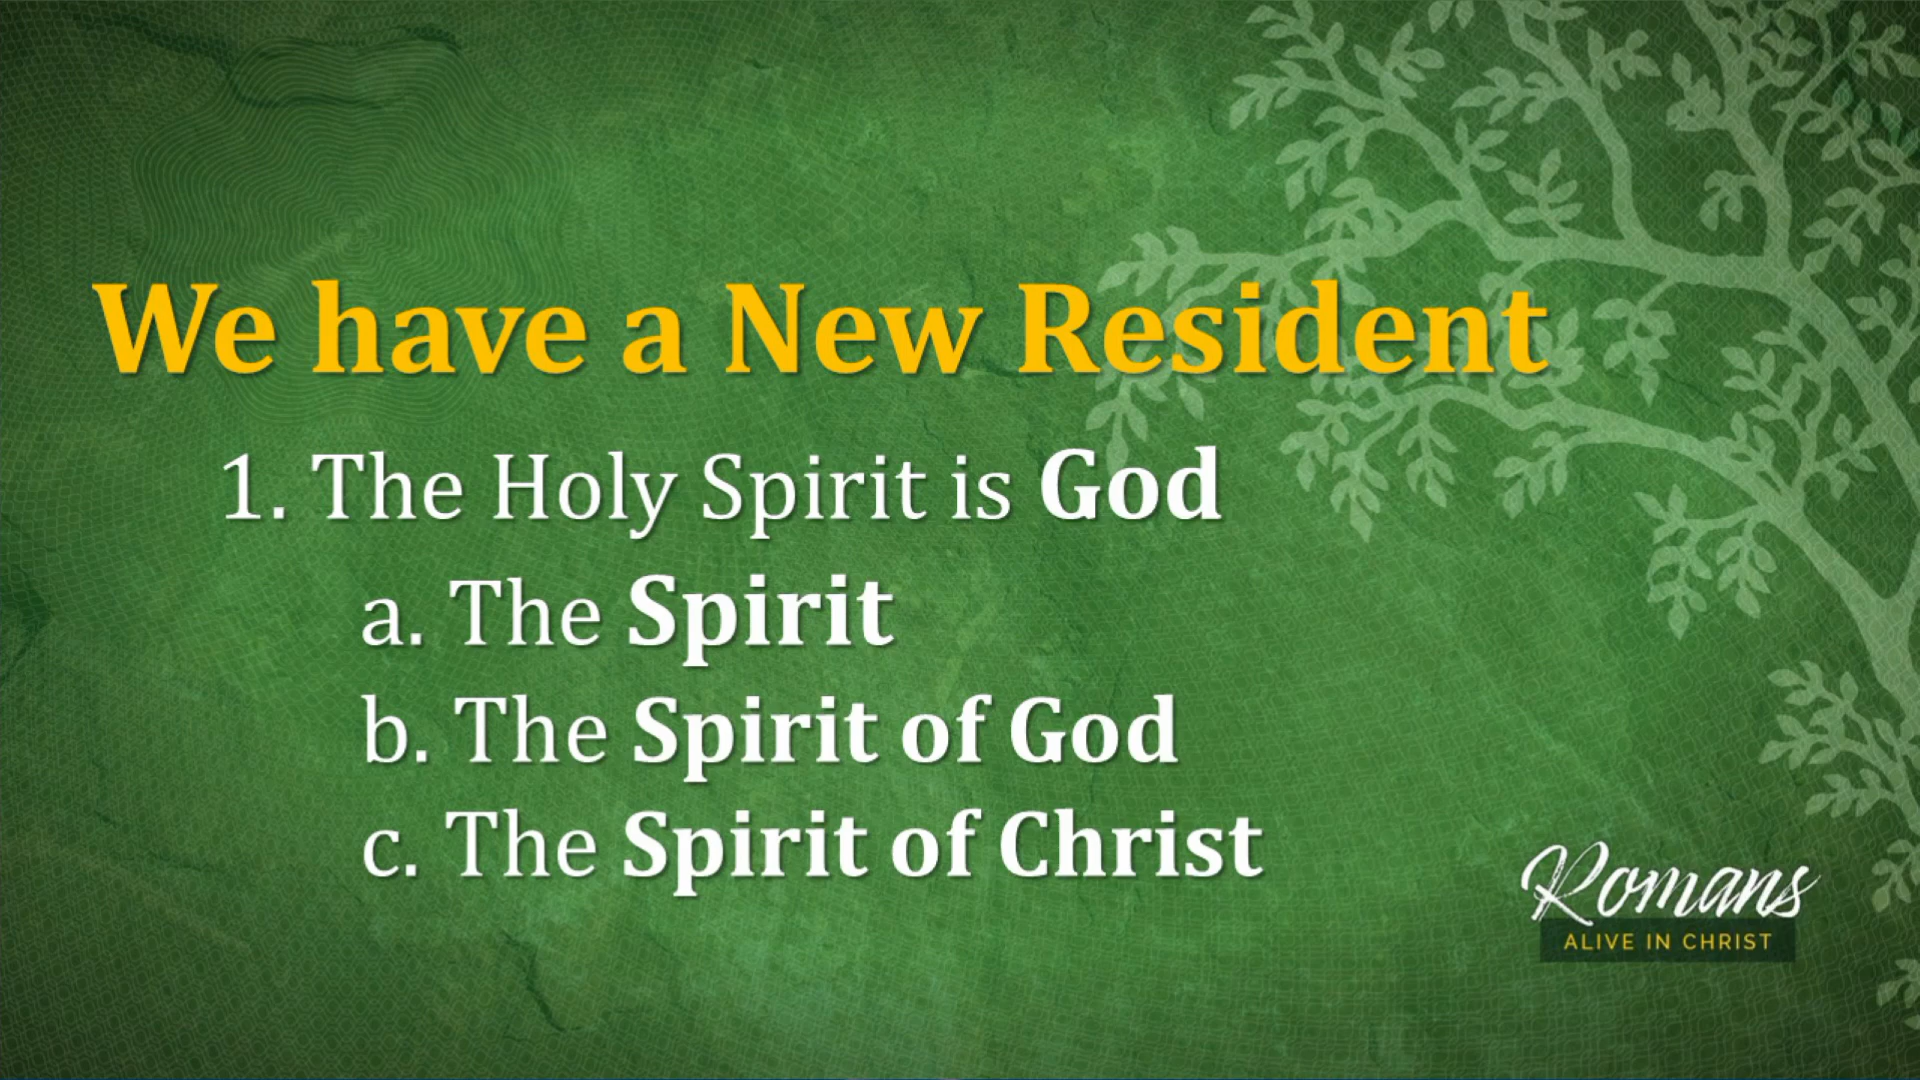 We have a New Resident
1. The Holy Spirit is God
a. The Spirit
b. The Spirit of God
c. The Spirit of Christ
Romans
ALIVE IN CHRIST